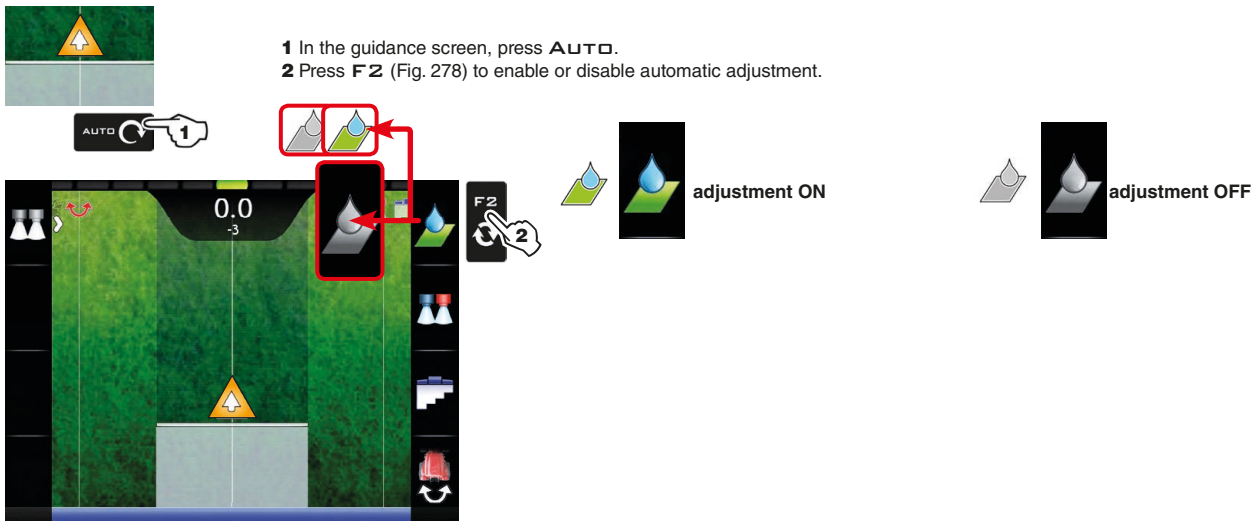 1 In the guidance screen, press AUTO.
2 Press F2 (Fig. 278) to enable or disable automatic adjustment.
AUTO
1
0.0
-3
F2
2
adjustment ON
adjustment OFF